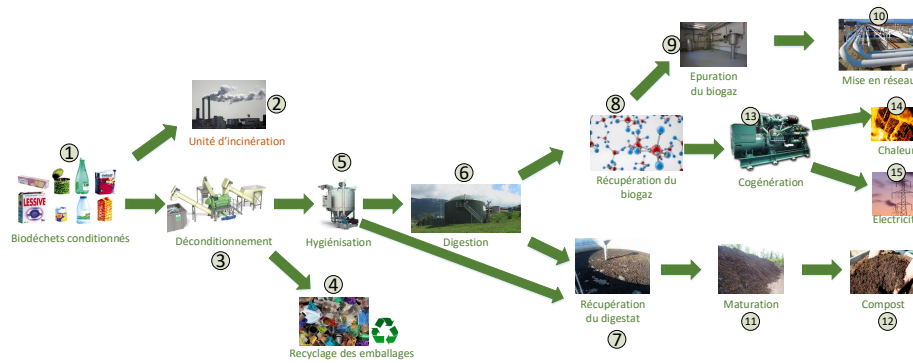 1
Biodéchets conditionnés
LESSIVE
2
Unité d'incinération
Déconditionnement
3
4
Recyclage des emballages
5
Hygiénisation
6
Digestion
8
Récupération du
biogaz
9
Epuration
du biogaz
10
Mise en réseau
13
Cogénération
14
Chaleur
15
Electricit
Récupération
du digestat
7
Maturation
11
Compost
12